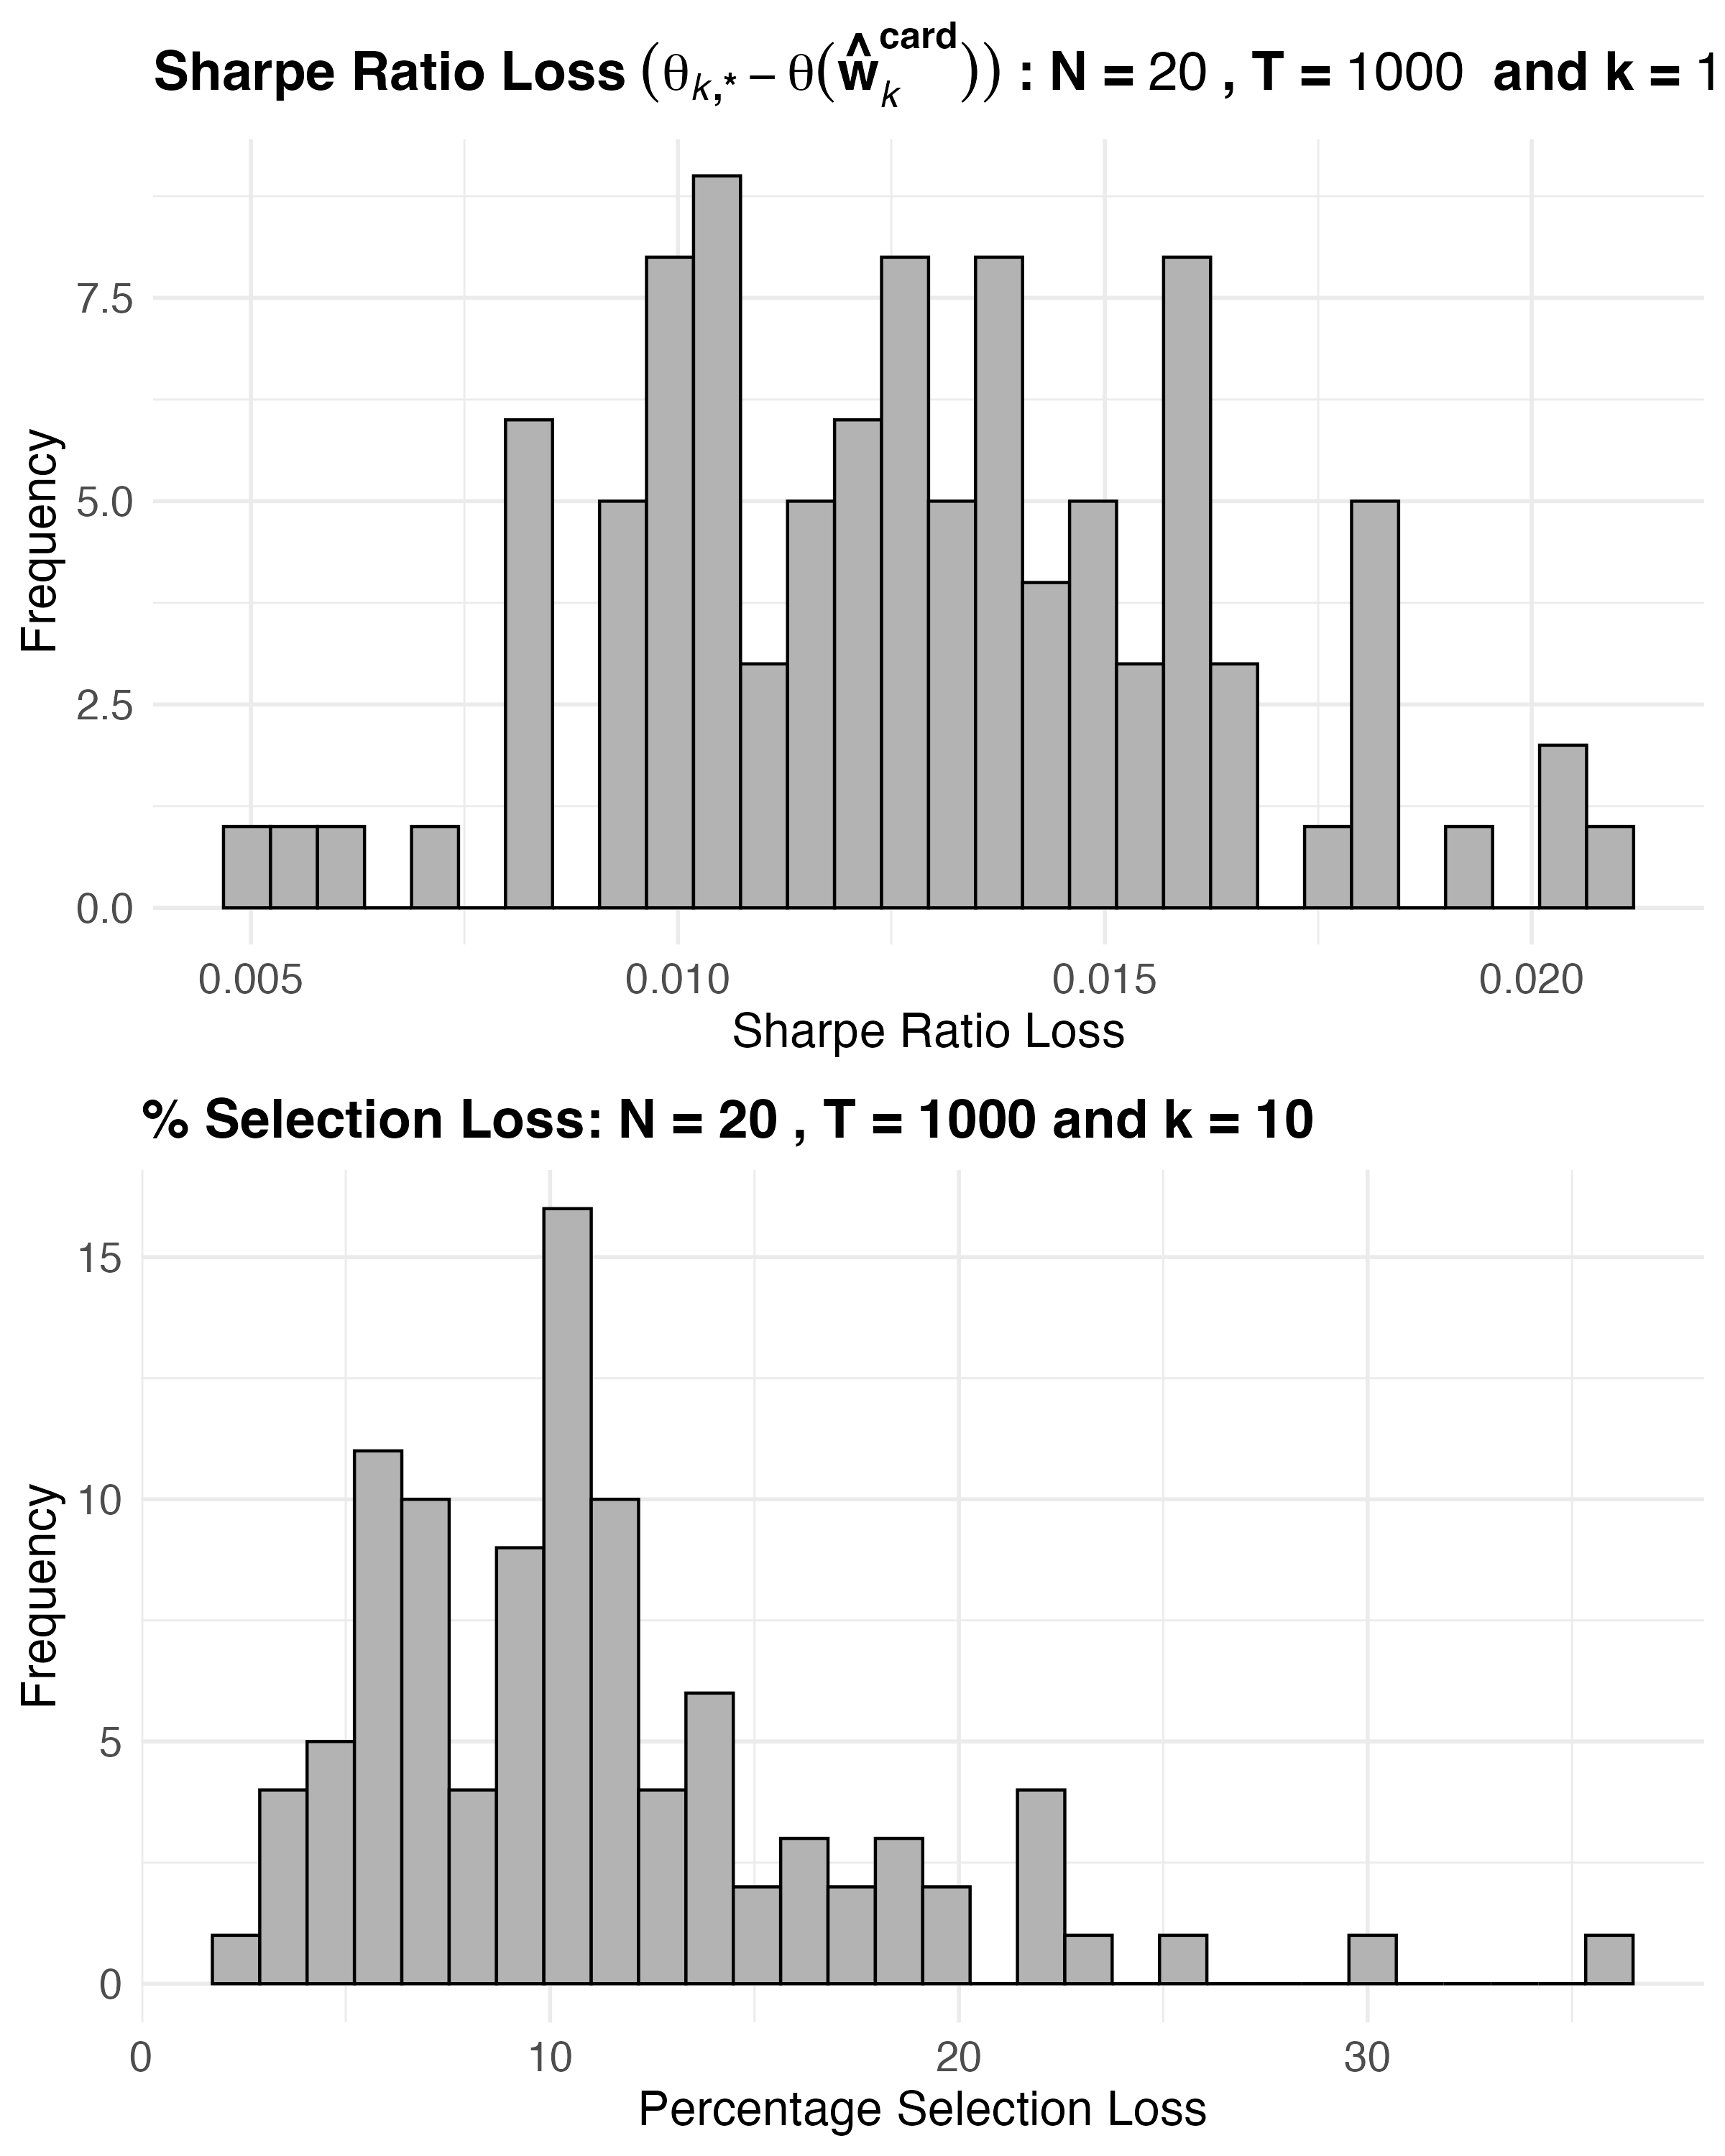 Sharpe Ratio Loss (θk,* − θ(ŵkcard)) : N = 20 , T = 1000 and k = 1
7.5
5.0
2.5
0.0
Frequency
0.005 0.010 0.015 0.020
Sharpe Ratio Loss
% Selection Loss: N = 20 , T = 1000 and k = 10
15
10
5
0
Frequency
0 10 20 30
Percentage Selection Loss